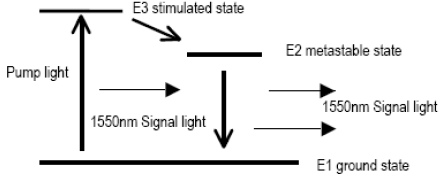 E3 stimulated state
E2 metastable state
Pump light
1550nm Signal light
1550nm Signal light
E1 ground state